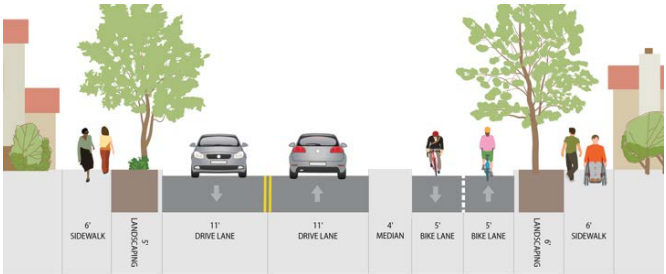 6'
SIDEWALK
5'
LANDSCAPING
11'
DRIVE LANE
11'
DRIVE LANE
4'
MEDIAN
5'
BIKE LANE
5'
BIKE LANE
6'
LANDSCAPING
6'
SIDEWALK